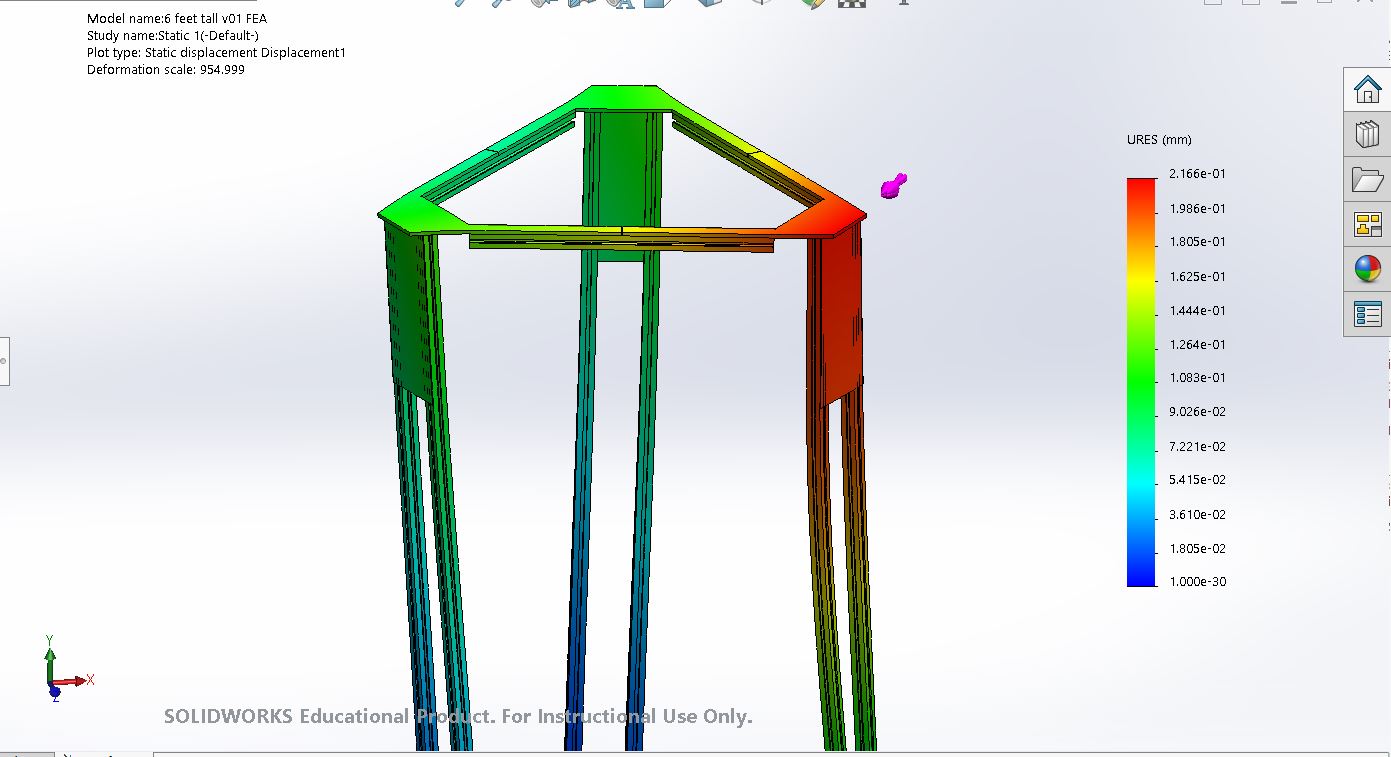 Model name:6 feet tall v01 FEA
Study name:Static 1(-Default-)
Plot type: Static displacement Displacement1
Deformation scale: 954.999
URES (mm)
2.166e-01
1.986e-01
1.805e-01
1.625e-01
1.444e-01
1.264e-01
1.083e-01
9.026e-02
7.221e-02
5.415e-02
3.610e-02
1.805e-02
1.000e-30
Y
X
Z
SOLIDWORKS Educational Product. For Instructional Use Only.